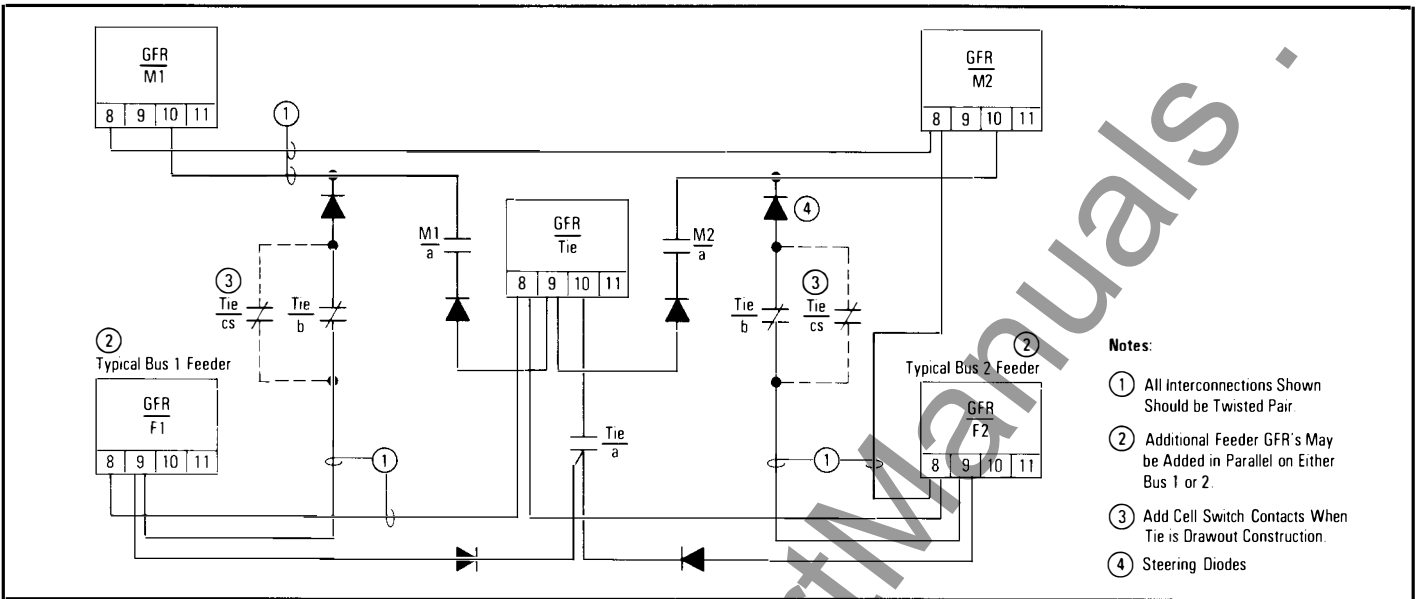 GFR
M1
8 9 10 11
①
GFR
M2
8 9 10 11
④
GFR
Tie
8 9 10 11
M1
a
M2
a
③
Tie
cs
Tie
b
Tie
b
③
Tie
cs
②
Typical Bus 1 Feeder
GFR
F1
8 9 10 11
②
Typical Bus 2 Feeder
GFR
F2
8 9 10 11
Tie
a
①
①
Notes:
① All Interconnections Shown
Should be Twisted Pair.
② Additional Feeder GFR's May
be Added in Parallel on Either
Bus 1 or 2.
③ Add Cell Switch Contacts When
Tie is Drawout Construction.
④ Steering Diodes
rtManuals .